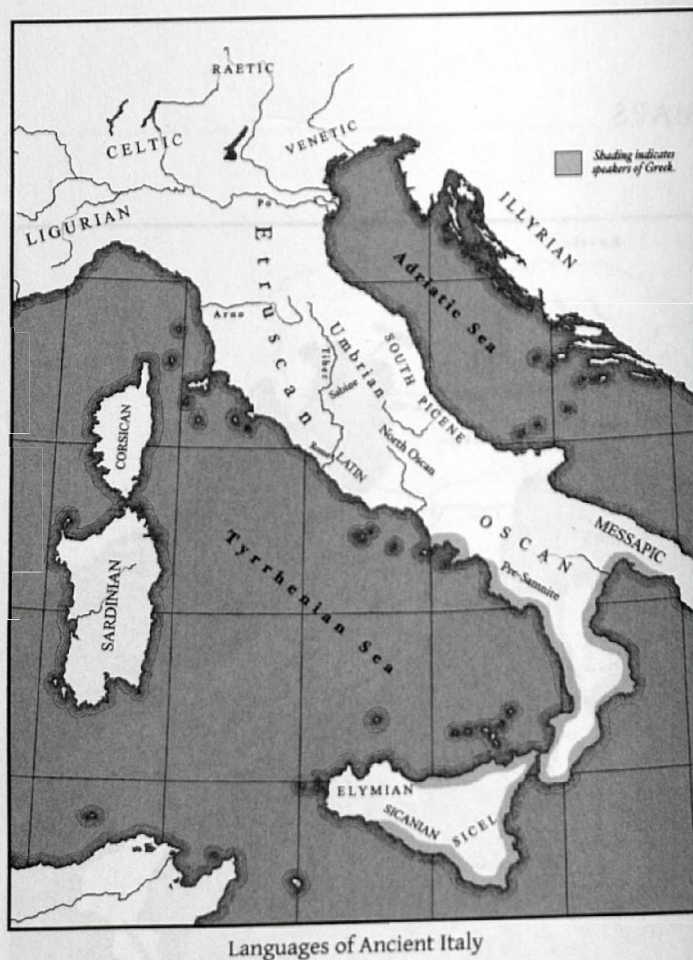 RAETIC
CELTIC
VENETIC
Shading indicates
speakers of Greek.
ILLYRIAN
Po
LIGURIAN
Etruscan
Adriatic Sea
Arno
Umbrian
Tiber
Sabine
SOUTH PICENE
CORSICAN
North Oscan
LATIN
OSCAN
MESSAPIC
Pre-Samnite
Tyrrhenian Sea
SARDINIAN
ELYMIAN
SICANIAN
SICEL
Languages of Ancient Italy